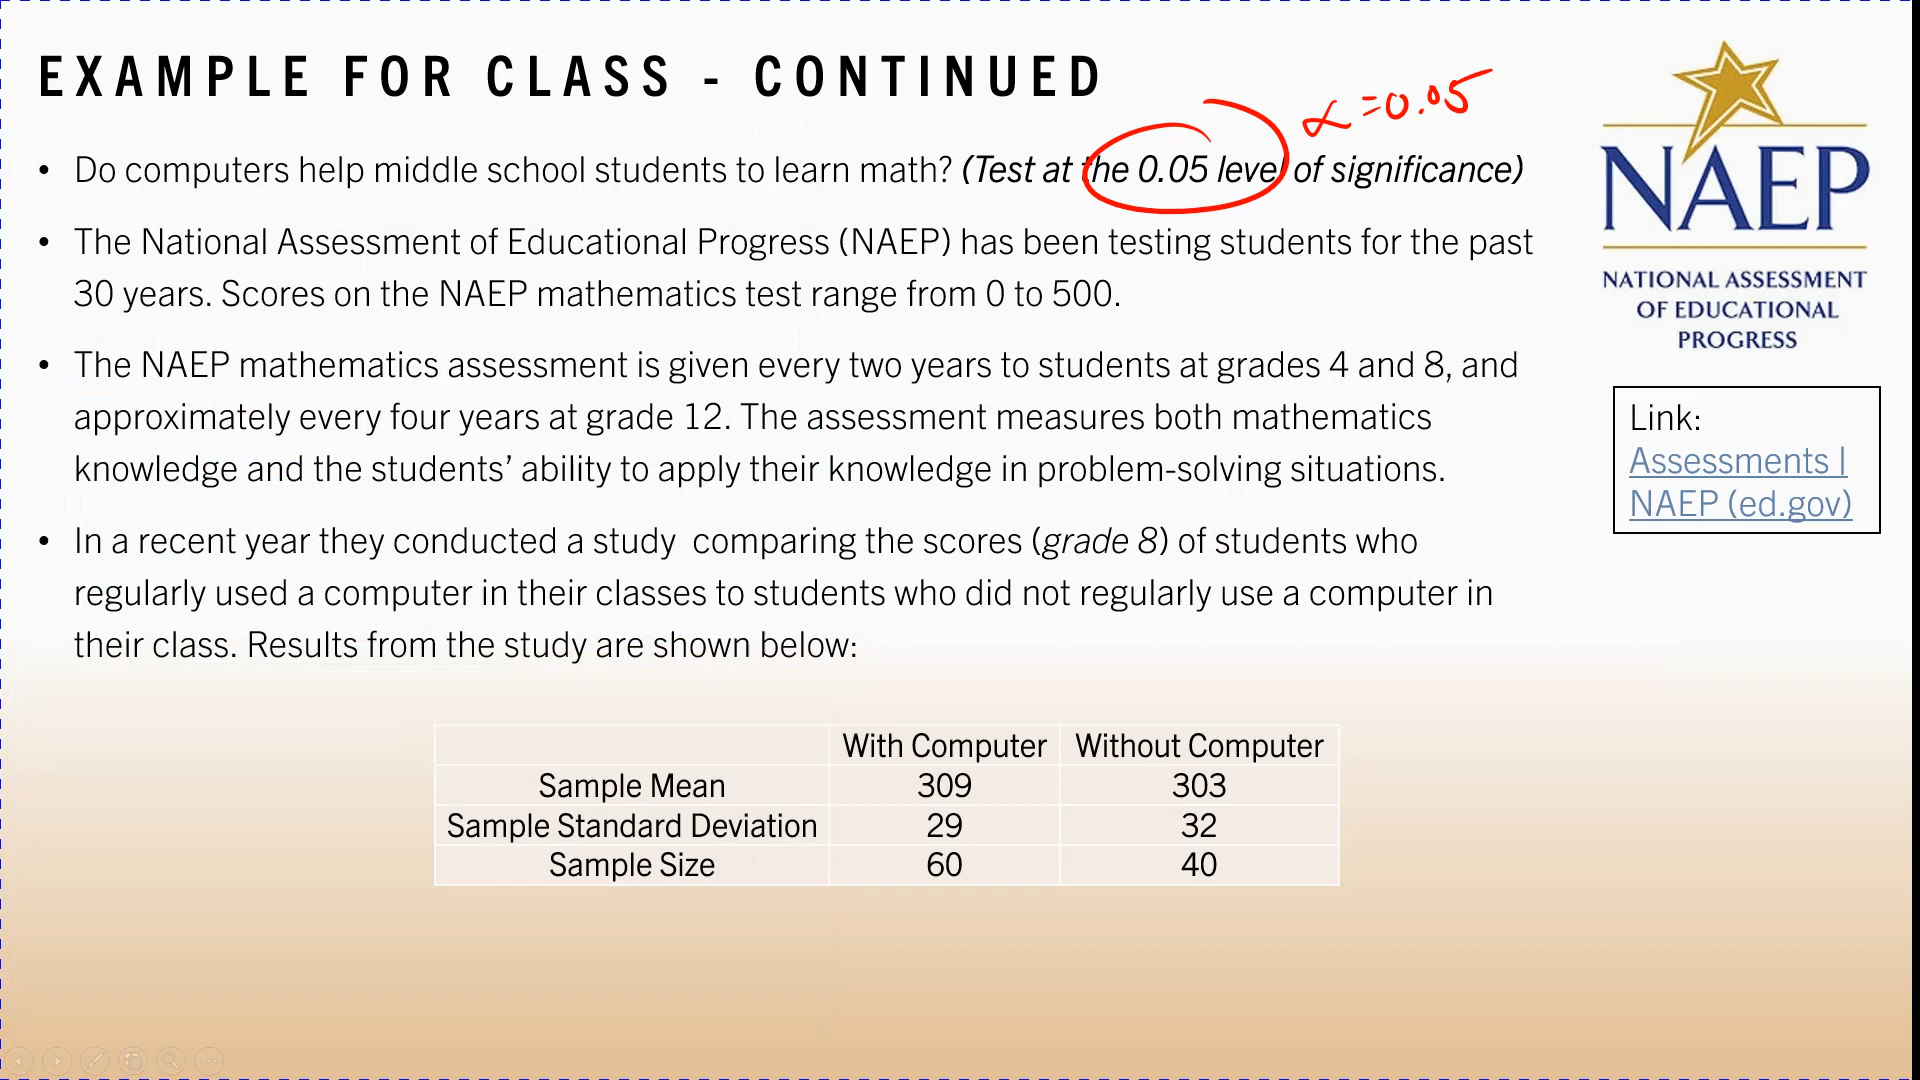 EXAMPLE FOR CLASS - CONTINUED
α =0.05
• Do computers help middle school students to learn math? (Test at the 0.05 level of significance)
• The National Assessment of Educational Progress (NAEP) has been testing students for the past
30 years. Scores on the NAEP mathematics test range from 0 to 500.
• The NAEP mathematics assessment is given every two years to students at grades 4 and 8, and
approximately every four years at grade 12. The assessment measures both mathematics
knowledge and the students’ ability to apply their knowledge in problem-solving situations.
• In a recent year they conducted a study  comparing the scores (grade 8) of students who
regularly used a computer in their classes to students who did not regularly use a computer in
their class. Results from the study are shown below:
NAEP
NATIONAL ASSESSMENT
OF EDUCATIONAL
PROGRESS
Link:
Assessments |
NAEP (ed.gov)
With Computer Without Computer
Sample Mean 309 303
Sample Standard Deviation 29 32
Sample Size 60 40